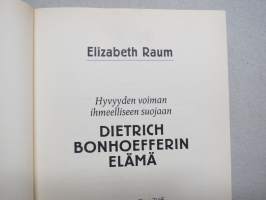 Elizabeth Raum
Hyvyyden voiman
ihmeelliseen suojaan
DIETRICH
BONHOEFFERIN
ELÄMÄ